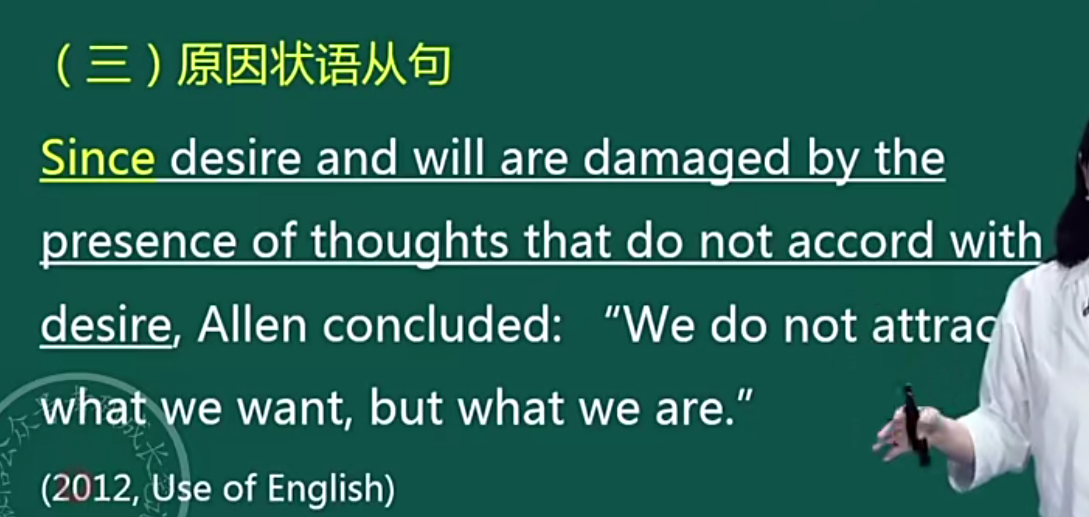 （三）原因状语从句
Since desire and will are damaged by the
presence of thoughts that do not accord with
desire, Allen concluded: “We do not attrac
what we want, but what we are.”
(2012, Use of English)